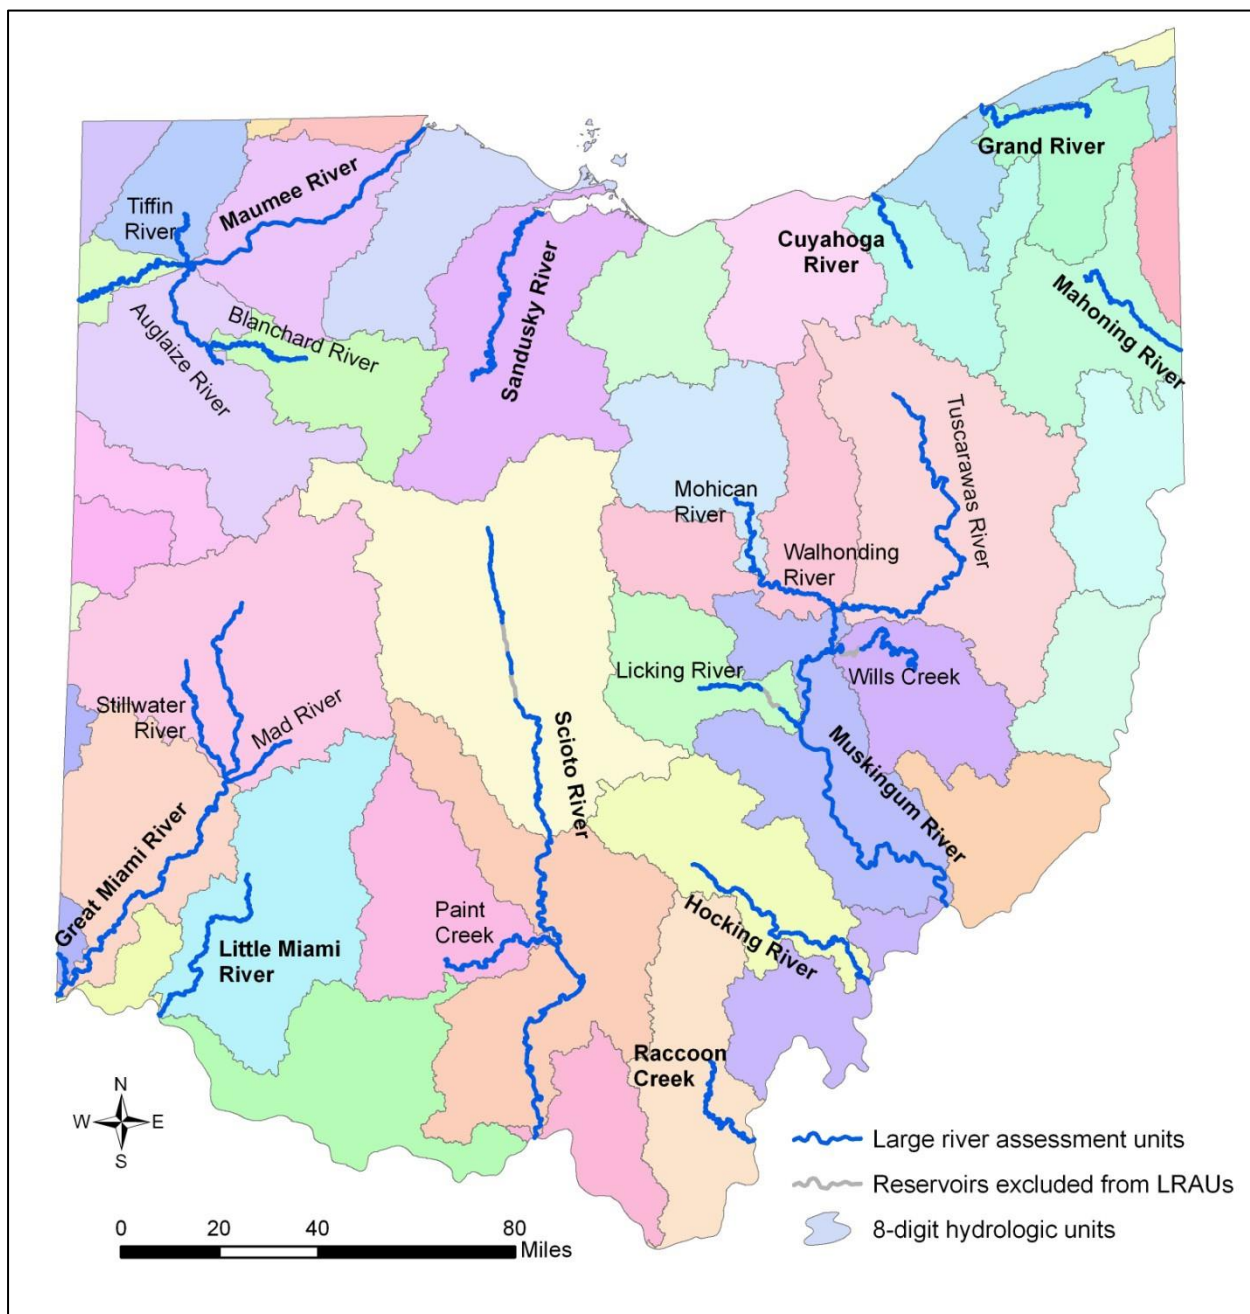 Grand River
Maumee River
Tiffin
River
Cuyahoga
River
Sandusky River
Mahoning River
Blanchard River
Auglaize River
Tuscarawas River
Mohican
River
Walhonding
River
Licking River
Wills Creek
Stillwater
River
Mad River
Scioto River
Muskingum River
Great Miami River
Paint
Creek
Hocking River
Little Miami
River
Raccoon
Creek
N
W
E
S
Large river assessment units
Reservoirs excluded from LRAUs
8-digit hydrologic units
0
20
40
80
Miles